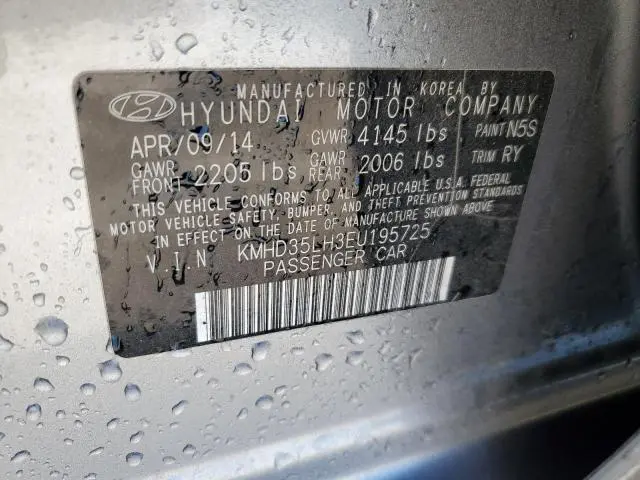 MANUFACTURED IN KOREA BY
HYUNDAI MOTOR COMPANY
APR/09/14 GVWR 4145 lbs PAINT N5S
GAWR FRONT 2205 lbs GAWR REAR 2006 lbs TRIM RY
THIS VEHICLE CONFORMS TO ALL APPLICABLE U.S.A. FEDERAL
MOTOR VEHICLE SAFETY, BUMPER, AND THEFT PREVENTION STANDARDS
IN EFFECT ON THE DATE OF MANUFACTURE SHOWN ABOVE.
V.I.N KMHD35LH3EU195725
PASSENGER CAR